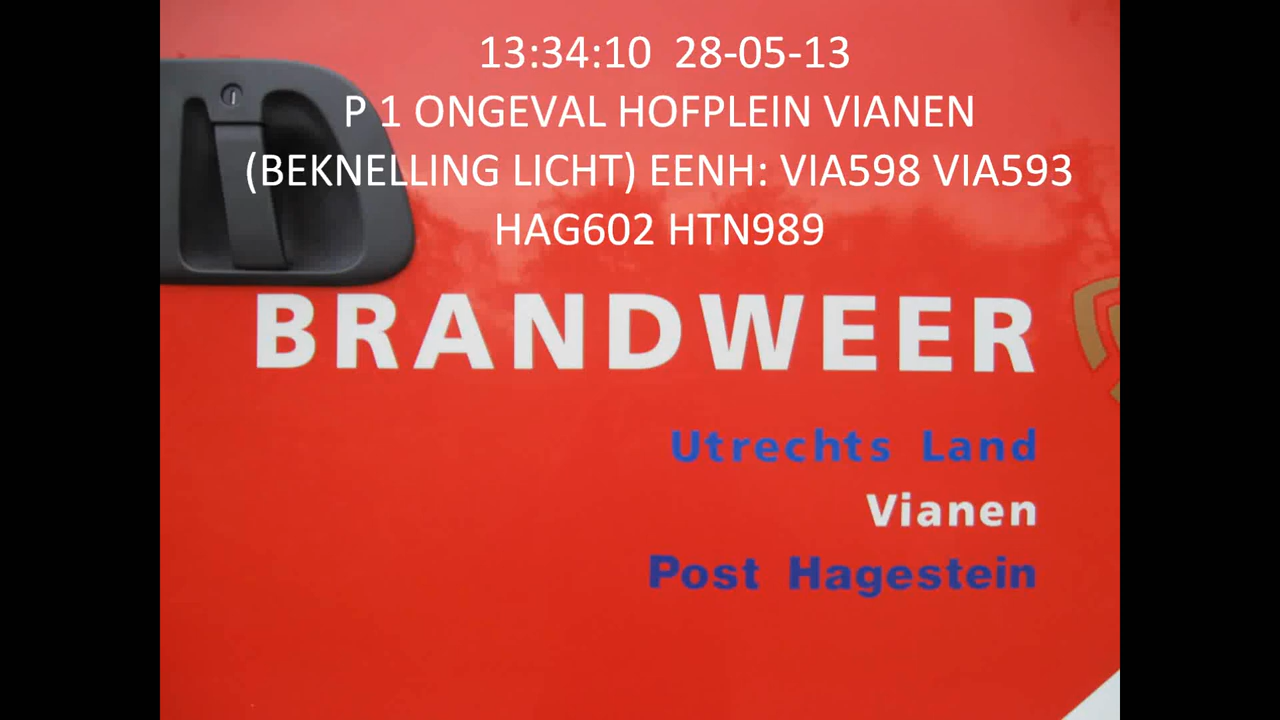 13:34:10 28-05-13
P 1 ONGEVAL HOFPLEIN VIANEN
(BEKNELLING LICHT) EENH: VIA598 VIA593
HAG602 HTN989
BRANDWEER
Utrechts Land
Vianen
Post Hagestein